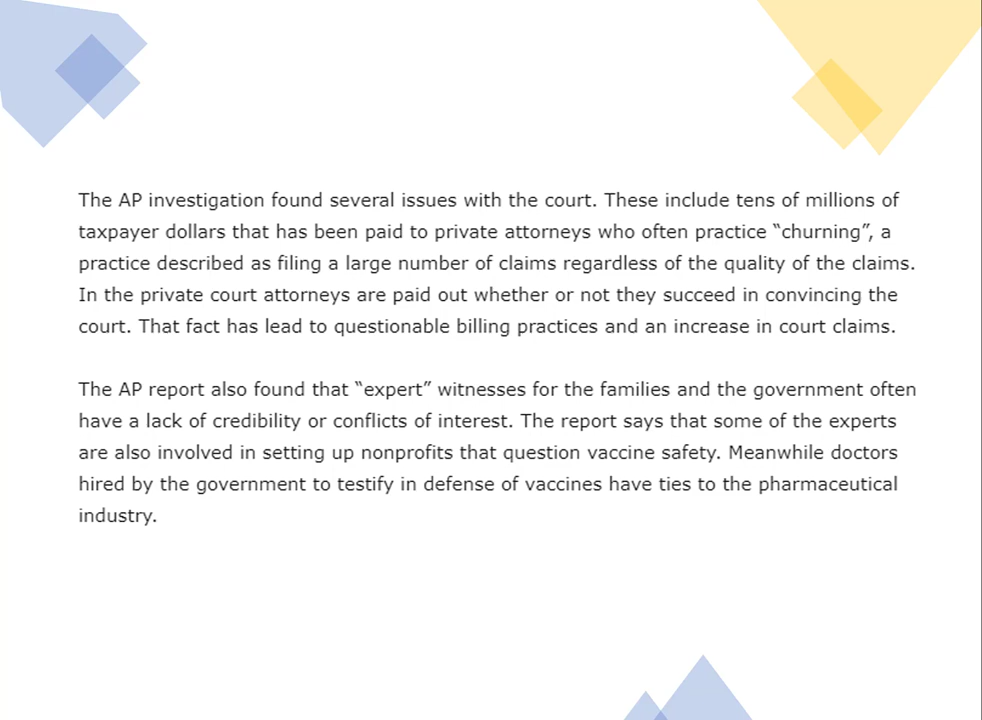 The AP investigation found several issues with the court. These include tens of millions of
taxpayer dollars that has been paid to private attorneys who often practice “churning”, a
practice described as filing a large number of claims regardless of the quality of the claims.
In the private court attorneys are paid out whether or not they succeed in convincing the
court. That fact has lead to questionable billing practices and an increase in court claims.
The AP report also found that “expert” witnesses for the families and the government often
have a lack of credibility or conflicts of interest. The report says that some of the experts
are also involved in setting up nonprofits that question vaccine safety. Meanwhile doctors
hired by the government to testify in defense of vaccines have ties to the pharmaceutical
industry.